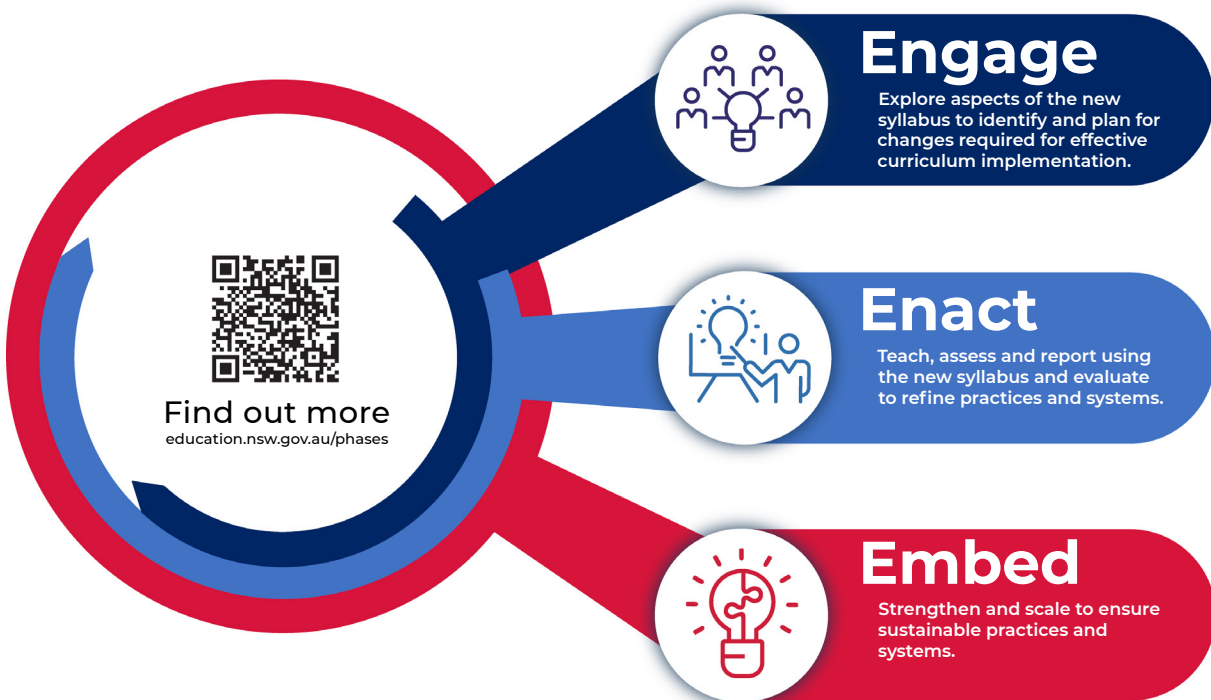 Engage
Explore aspects of the new
syllabus to identify and plan for
changes required for effective
curriculum implementation.
Enact
Teach, assess and report using
the new syllabus and evaluate
to refine practices and systems.
Find out more
education.nsw.gov.au/phases
Embed
Strengthen and scale to ensure
sustainable practices and
systems.